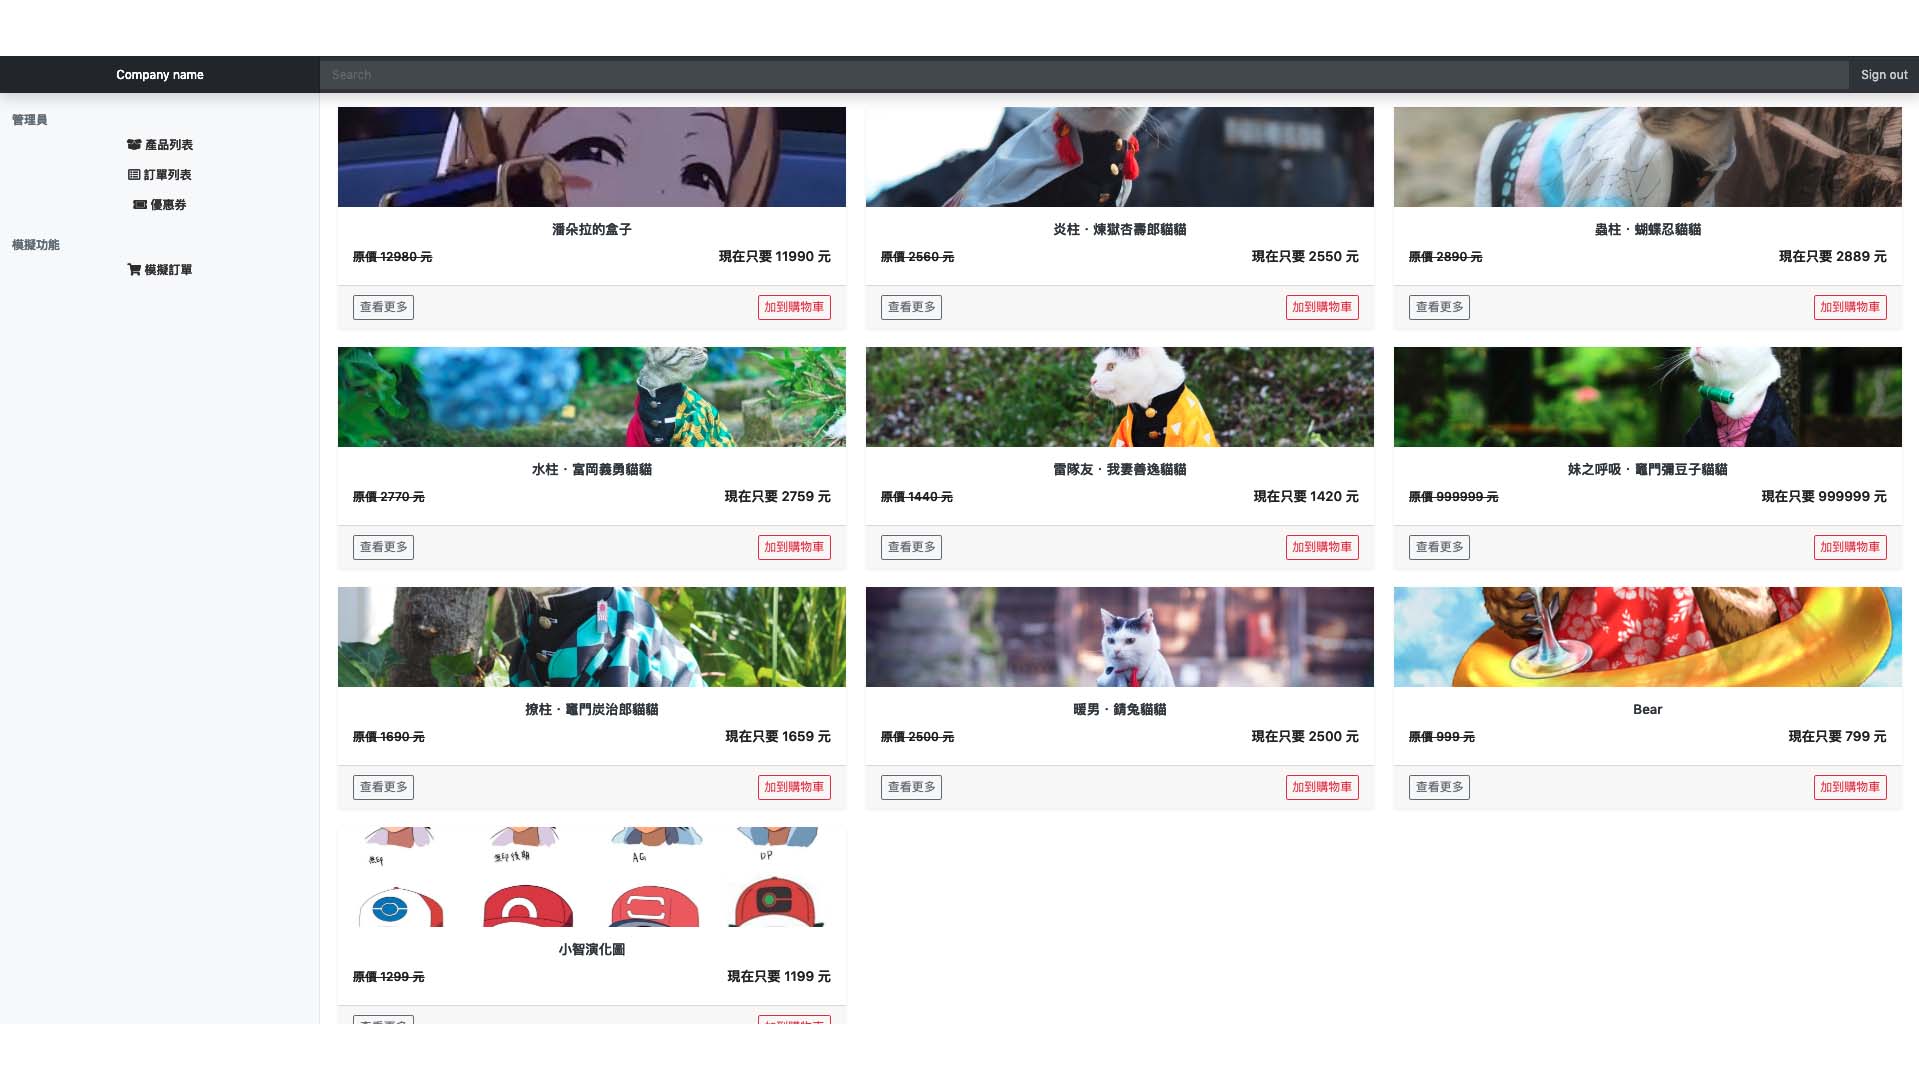 Company name
Search
Sign out
管理員
產品列表
訂單列表
優惠券
模擬功能
模擬訂單
潘朵拉的盒子
原價 12980 元
現在只要 11990 元
查看更多
加到購物車
炎柱·煉獄杏壽郎貓貓
原價 2560 元
現在只要 2550 元
查看更多
加到購物車
蟲柱·蝴蝶忍貓貓
原價 2890 元
現在只要 2889 元
查看更多
加到購物車
水柱·富岡義勇貓貓
原價 2770 元
現在只要 2759 元
查看更多
加到購物車
雷隊友·我妻善逸貓貓
原價 1440 元
現在只要 1420 元
查看更多
加到購物車
妹之呼吸·竈門彌豆子貓貓
原價 999999 元
現在只要 999999 元
查看更多
加到購物車
撩柱·竈門炭治郎貓貓
原價 1690 元
現在只要 1659 元
查看更多
加到購物車
暖男·錆兔貓貓
原價 2500 元
現在只要 2500 元
查看更多
加到購物車
Bear
原價 999 元
現在只要 799 元
查看更多
加到購物車
無印
無印後期
AG
DP
小智演化圖
原價 1299 元
現在只要 1199 元
查看更多
加到購物車